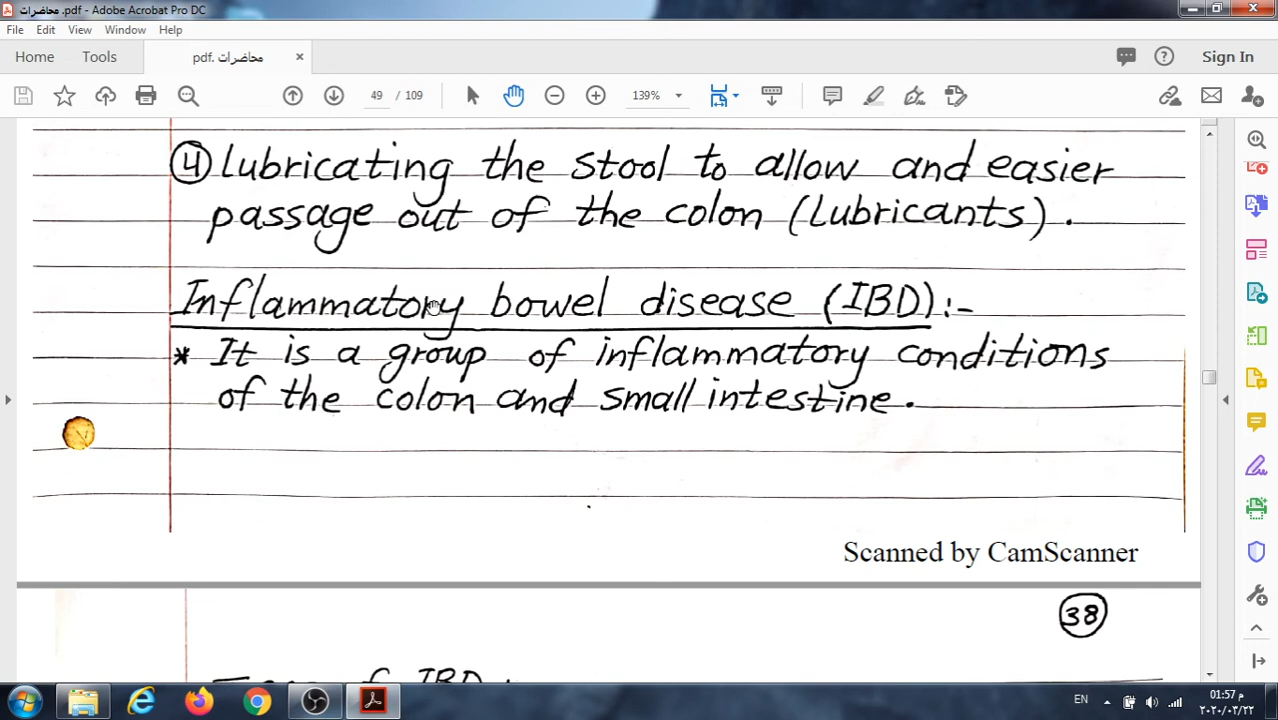 محاضرات.pdf - Adobe Acrobat Pro DC
File Edit View Window Help
Home Tools محاضرات.pdf × Sign In
49 / 109 139%
④ lubricating the stool to allow and easier
passage out of the colon (lubricants).
Inflammatory bowel disease (IBD):-
* It is a group of inflammatory conditions
of the colon and small intestine.
Scanned by CamScanner
38
EN م 01:57
٢٠٢٠/٠٣/٢٢